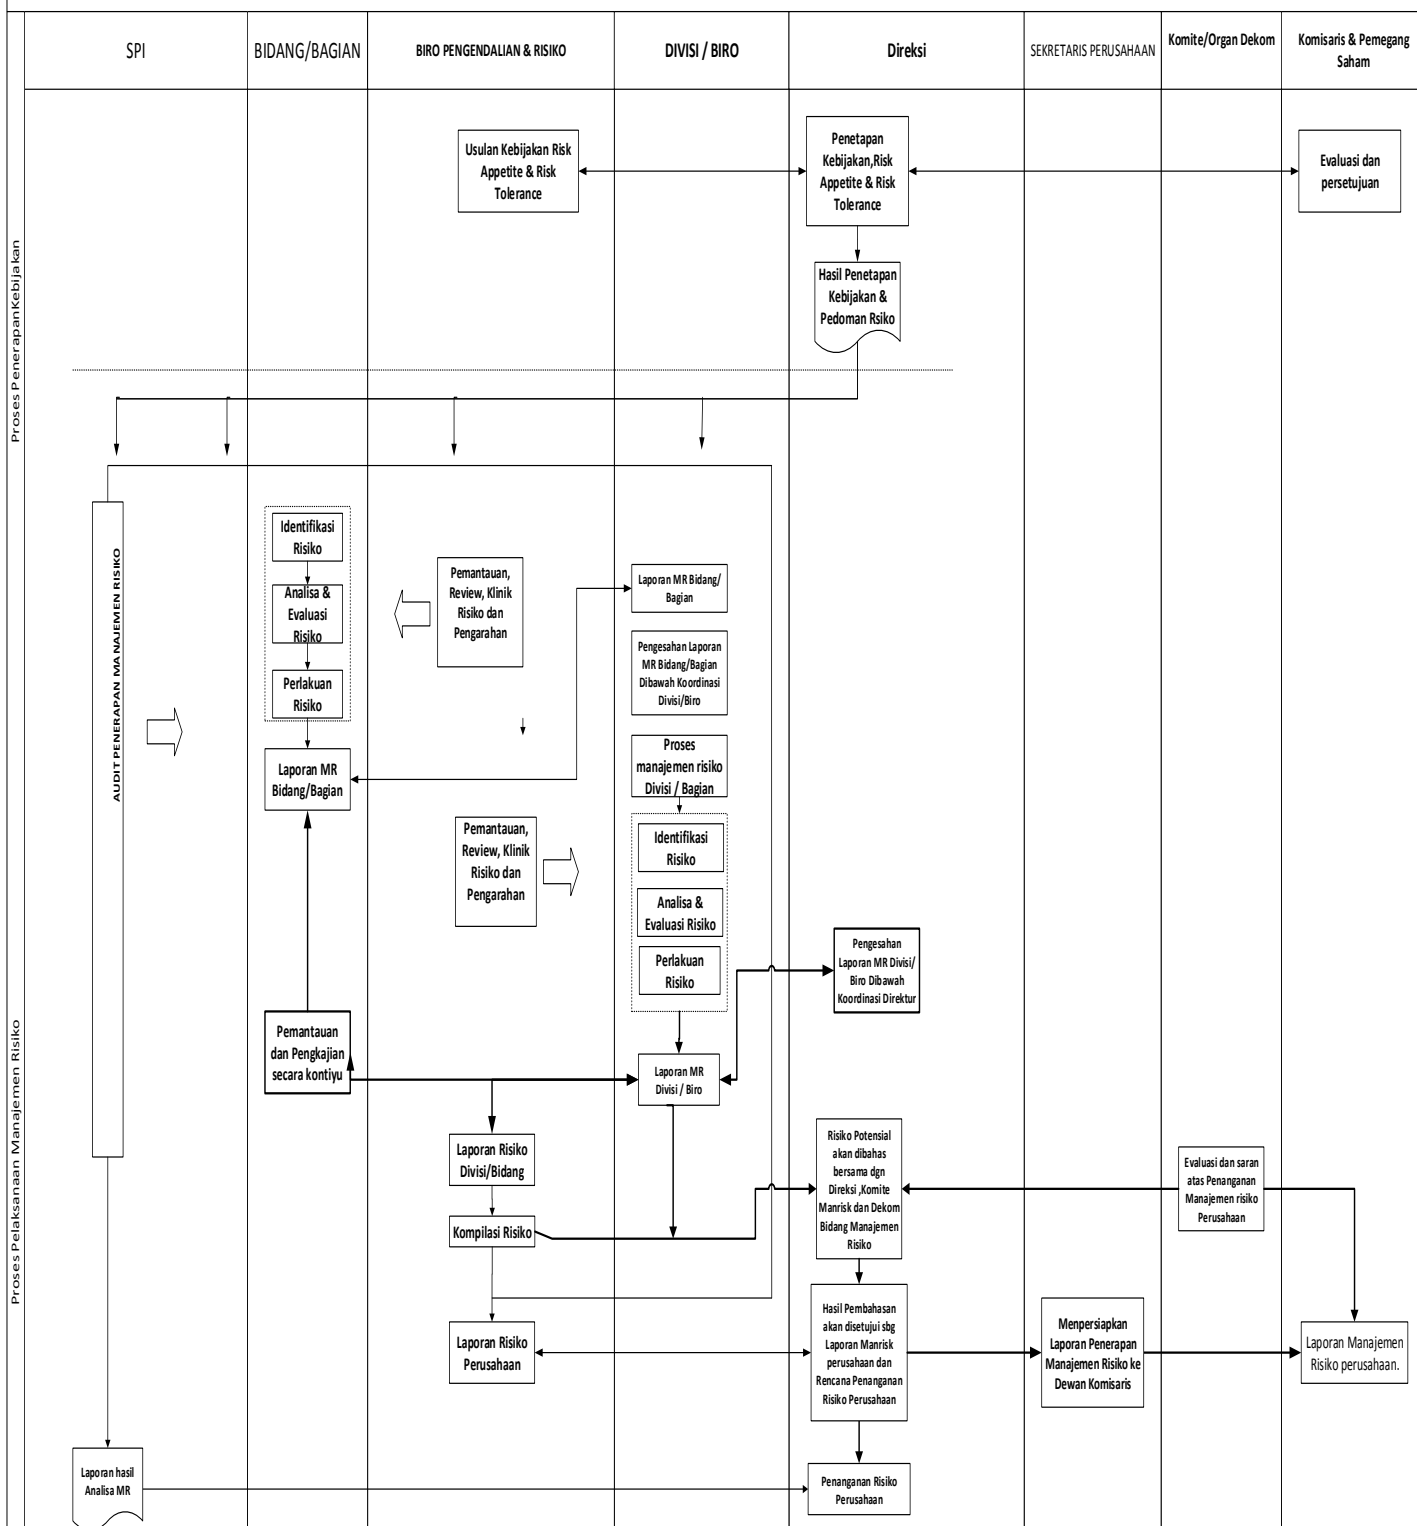 SPI
BIDANG/BAGIAN
BIRO PENGENDALIAN & RISIKO
DIVISI / BIRO
Direksi
SEKRETARIS PERUSAHAAN
Komite/Organ Dekom
Komisaris & Pemegang
Saham
Proses PenerapanKebijakan
Usulan Kebijakan Risk
Appetite & Risk
Tolerance
Penetapan
Kebijakan,Risk
Appetite & Risk
Tolerance
Evaluasi dan
persetujuan
Hasil Penetapan
Kebijakan &
Pedoman Rsiko
Proses Pelaksanaan Manajemen Risiko
AUDIT PENERAPAN MANAJEMEN RISIKO
Identifikasi
Risiko
Analisa &
Evaluasi
Risiko
Perlakuan
Risiko
Laporan MR
Bidang/Bagian
Pemantauan,
Review, Klinik
Risiko dan
Pengarahan
Laporan MR Bidang/
Bagian
Pengesahan Laporan
MR Bidang/Bagian
Dibawah Koordinasi
Divisi/Biro
Proses
manajemen risiko
Divisi / Bagian
Pemantauan,
Review, Klinik
Risiko dan
Pengarahan
Identifikasi
Risiko
Analisa &
Evaluasi Risiko
Perlakuan
Risiko
Pengesahan
Laporan MR Divisi/
Biro Dibawah
Koordinasi Direktur
Pemantauan
dan Pengkajian
secara kontiyu
Laporan MR
Divisi / Biro
Laporan Risiko
Divisi/Bidang
Kompilasi Risiko
Risiko Potensial
akan dibahas
bersama dgn
Direksi ,Komite
Manrisk dan Dekom
Bidang Manajemen
Risiko
Evaluasi dan saran
atas Penanganan
Manajemen risiko
Perusahaan
Laporan Risiko
Perusahaan
Hasil Pembahasan
akan disetujui sbg
Laporan Manrisk
perusahaan dan
Rencana Penanganan
Risiko Perusahaan
Menpersiapkan
Laporan Penerapan
Manajemen Risiko ke
Dewan Komisaris
Laporan Manajemen
Risiko perusahaan.
Laporan hasil
Analisa MR
Penanganan Risiko
Perusahaan